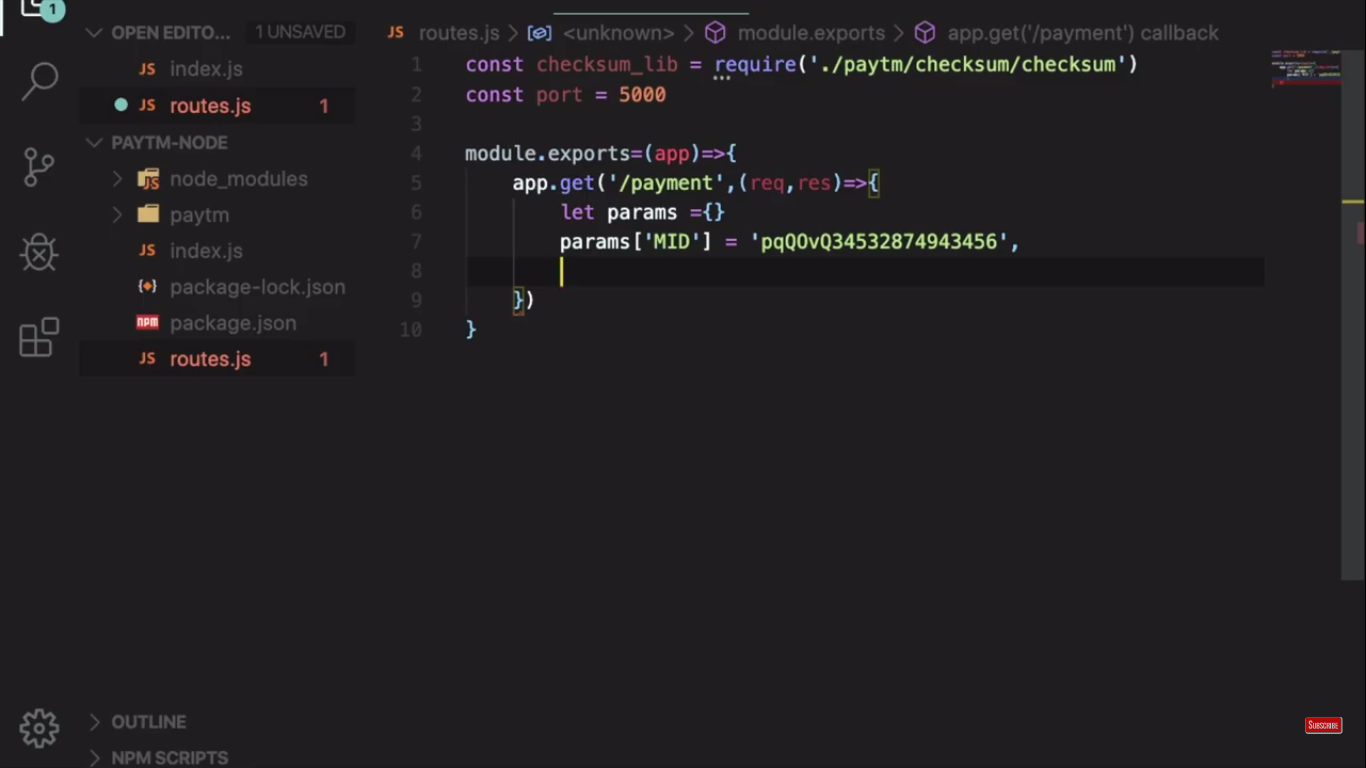 1
OPEN EDITO... 1 UNSAVED
JS index.js
JS routes.js 1
PAYTM-NODE
JS node_modules
paytm
JS index.js
package-lock.json
npm package.json
JS routes.js 1
OUTLINE
NPM SCRIPTS
JS routes.js > <unknown> > module.exports > app.get('/payment') callback
1 const checksum_lib = require('./paytm/checksum/checksum')
2 const port = 5000
3
4 module.exports=(app)=>{
5 app.get('/payment',(req,res)=>{
6 let params ={}
7 params['MID'] = 'pqQOvQ34532874943456',
8
9 })
10 }
SUBSCRIBE